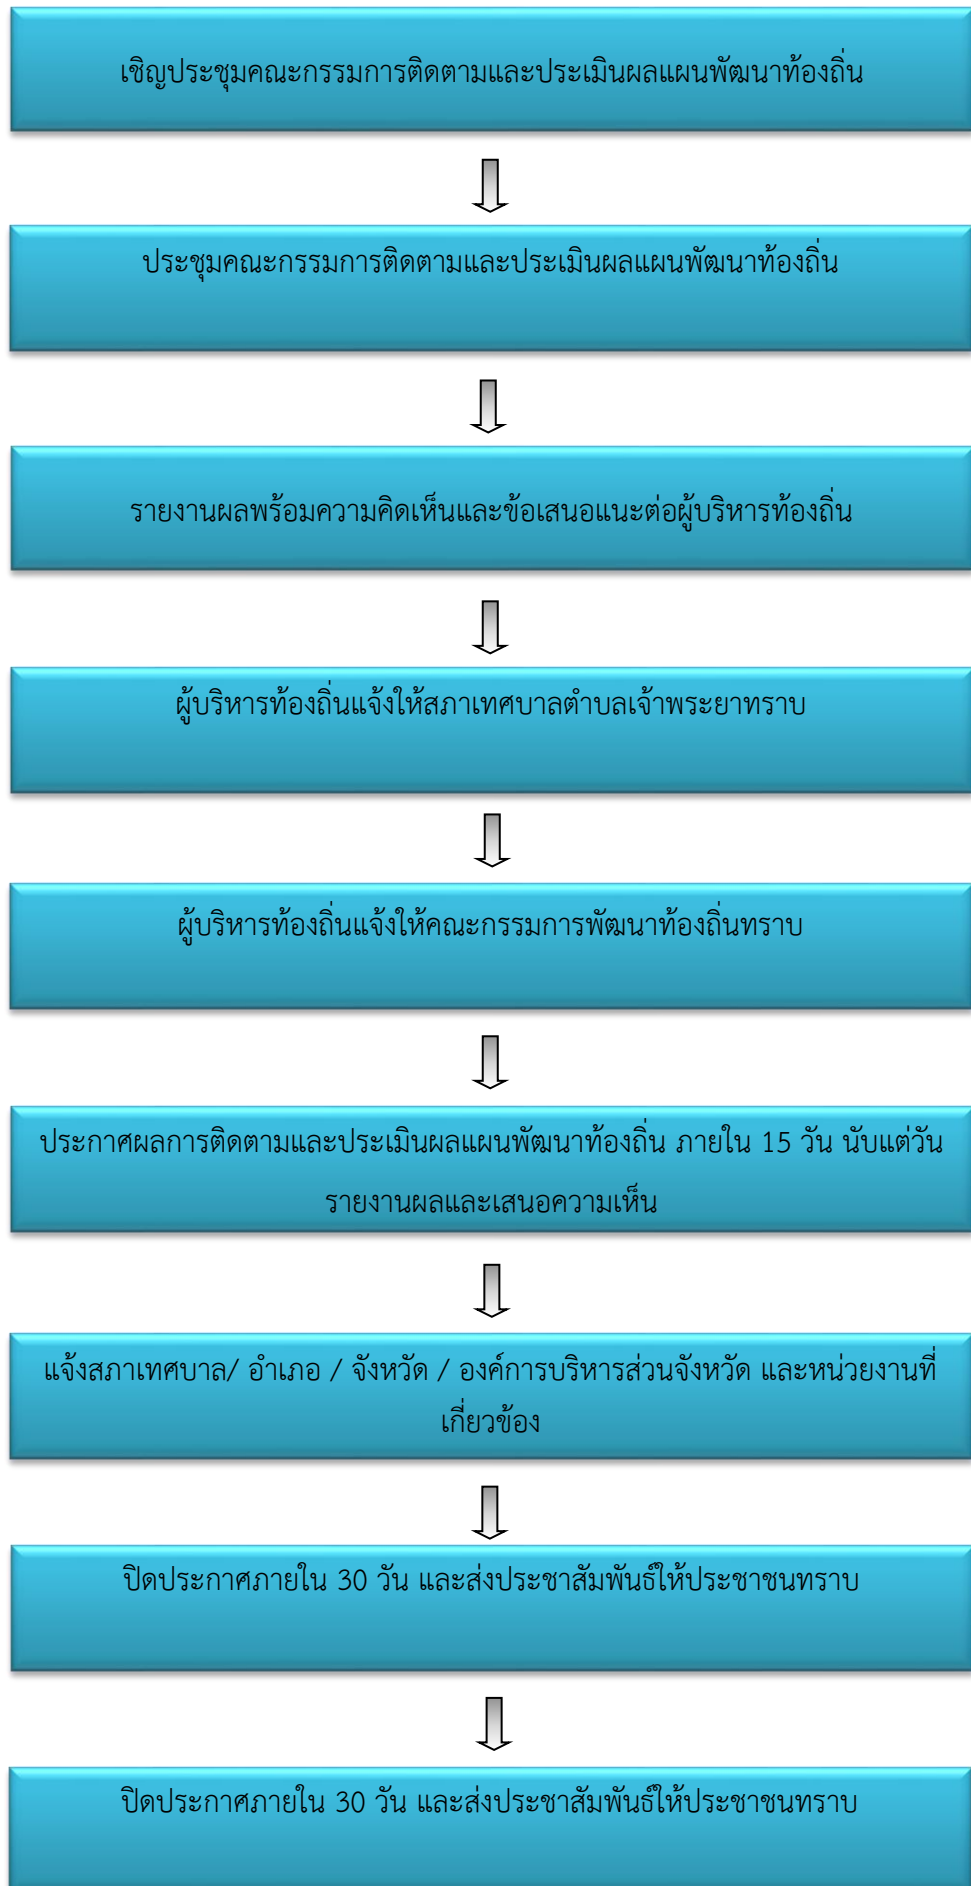 เชิญประชุมคณะกรรมการติดตามและประเมินผลแผนพัฒนาท้องถิ่น
ประชุมคณะกรรมการติดตามและประเมินผลแผนพัฒนาท้องถิ่น
รายงานผลพร้อมความคิดเห็นและข้อเสนอแนะต่อผู้บริหารท้องถิ่น
ผู้บริหารท้องถิ่นแจ้งให้สภาเทศบาลตำบลเจ้าพระยาทราบ
ผู้บริหารท้องถิ่นแจ้งให้คณะกรรมการพัฒนาท้องถิ่นทราบ
ประกาศผลการติดตามและประเมินผลแผนพัฒนาท้องถิ่น ภายใน 15 วัน นับแต่วัน
รายงานผลและเสนอความเห็น
แจ้งสภาเทศบาล/ อำเภอ / จังหวัด / องค์การบริหารส่วนจังหวัด และหน่วยงานที่
เกี่ยวข้อง
ปิดประกาศภายใน 30 วัน และส่งประชาสัมพันธ์ให้ประชาชนทราบ
ปิดประกาศภายใน 30 วัน และส่งประชาสัมพันธ์ให้ประชาชนทราบ